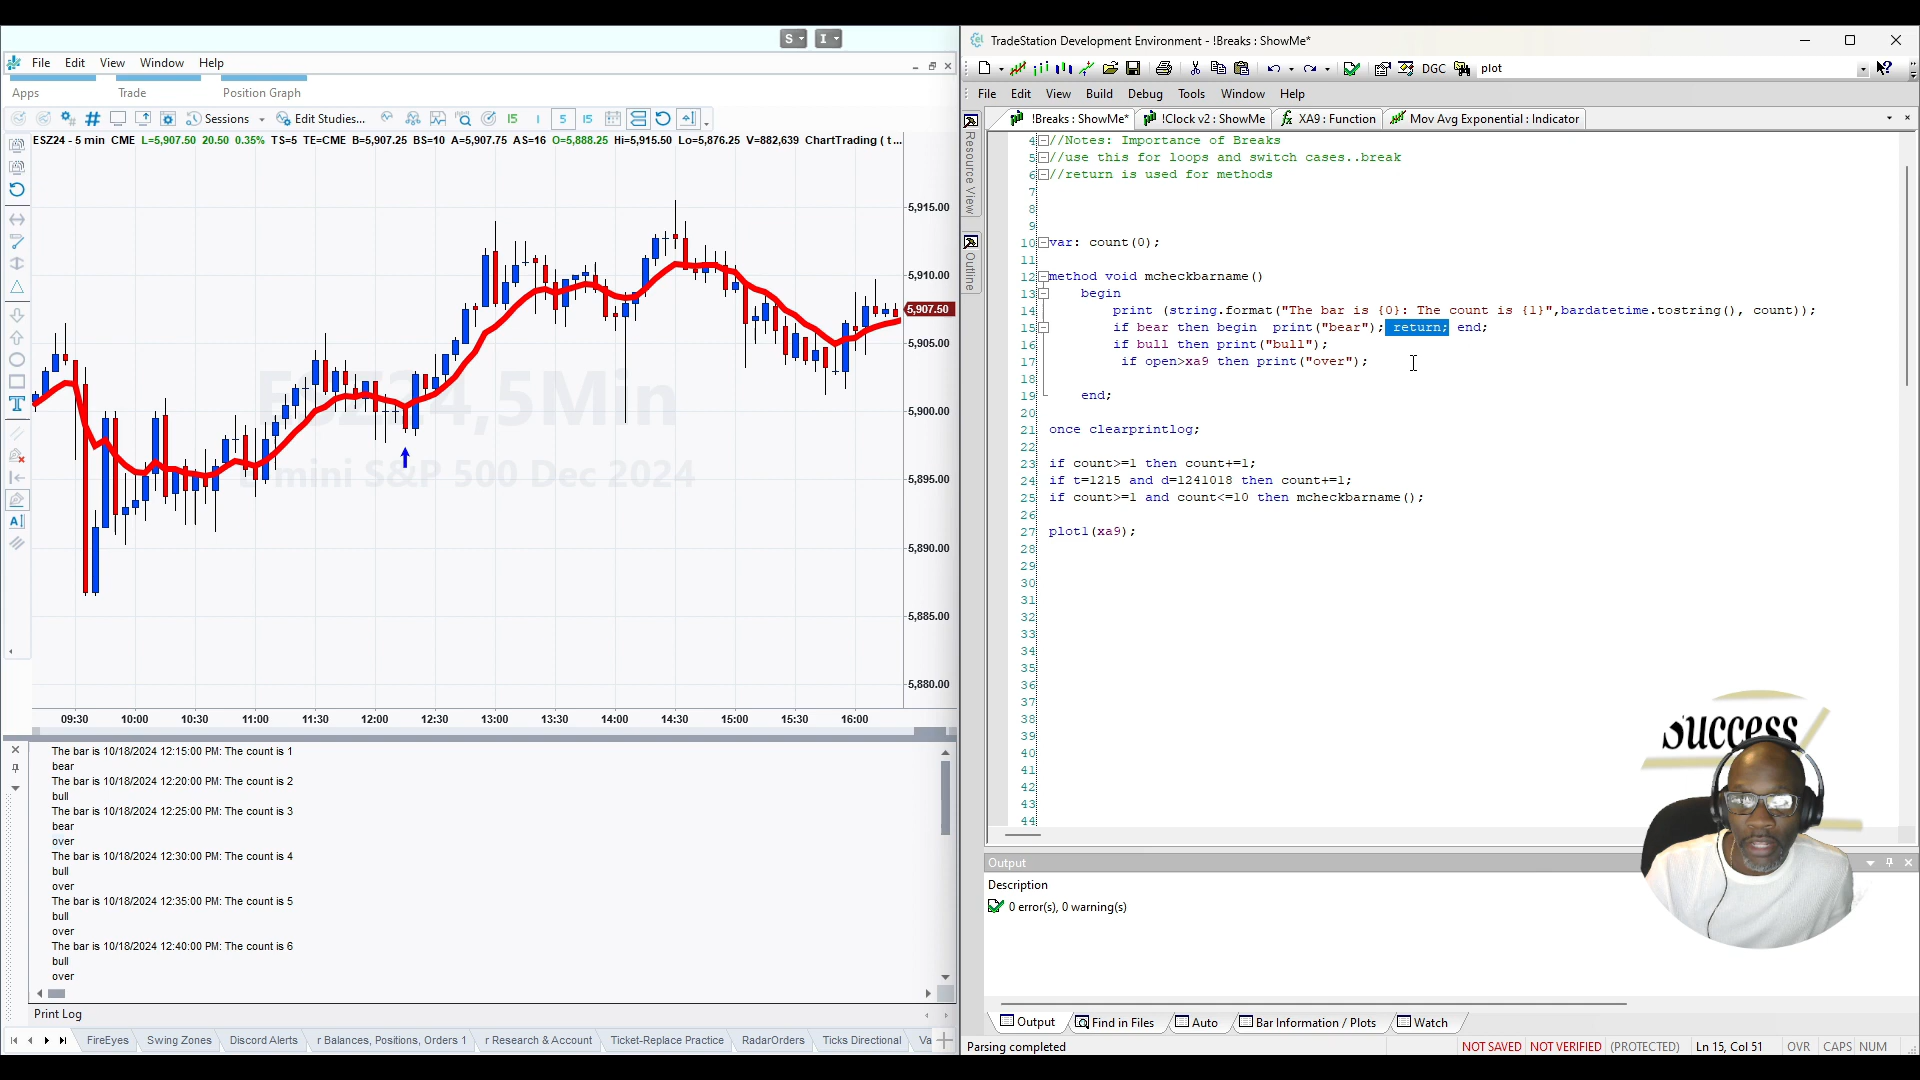 S I
TradeStation Development Environment - !Breaks : ShowMe*
File Edit View Window Help
Apps Trade Position Graph
DGC plot
File Edit View Build Debug Tools Window Help
Sessions Edit Studies... 15 1 5 15
!Breaks : ShowMe* !Clock v2 : ShowMe XA9 : Function Mov Avg Exponential : Indicator
ESZ24 - 5 min CME L=5,907.50 20.50 0.35% TS=5 TE=CME B=5,907.25 BS=10 A=5,907.75 AS=16 O=5,888.25 Hi=5,915.50 Lo=5,876.25 V=882,639 ChartTrading ( t...
Resource View
Outline
4 //Notes: Importance of Breaks
5 //use this for loops and switch cases..break
6 //return is used for methods
7
8
9
10 var: count(0);
11
12 method void mcheckbarname()
13 begin
14 print (string.format("The bar is {0}: The count is {1}",bardatetime.tostring(), count));
15 if bear then begin print("bear"); return; end;
16 if bull then print("bull");
17 if open>xa9 then print("over");
18
19 end;
20
21 once clearprintlog;
22
23 if count>=1 then count+=1;
24 if t=1215 and d=1241018 then count+=1;
25 if count>=1 and count<=10 then mcheckbarname();
26
27 plot1(xa9);
28
29
30
31
32
33
34
35
36
37
38
39
40
41
42
43
44
5,915.00
5,910.00
5,907.50
5,905.00
5,900.00
5,895.00
5,890.00
5,885.00
5,880.00
ESZ24,5Min
E mini S&P 500 Dec 2024
09:30 10:00 10:30 11:00 11:30 12:00 12:30 13:00 13:30 14:00 14:30 15:00 15:30 16:00
The bar is 10/18/2024 12:15:00 PM: The count is 1
bear
The bar is 10/18/2024 12:20:00 PM: The count is 2
bull
The bar is 10/18/2024 12:25:00 PM: The count is 3
bear
over
The bar is 10/18/2024 12:30:00 PM: The count is 4
bull
over
The bar is 10/18/2024 12:35:00 PM: The count is 5
bull
over
The bar is 10/18/2024 12:40:00 PM: The count is 6
bull
over
Print Log
FireEyes Swing Zones Discord Alerts r Balances, Positions, Orders 1 r Research & Account Ticket-Replace Practice RadarOrders Ticks Directional Va
success
Output
Description
0 error(s), 0 warning(s)
Output Find in Files Auto Bar Information / Plots Watch
Parsing completed NOT SAVED NOT VERIFIED (PROTECTED) Ln 15, Col 51 OVR CAPS NUM